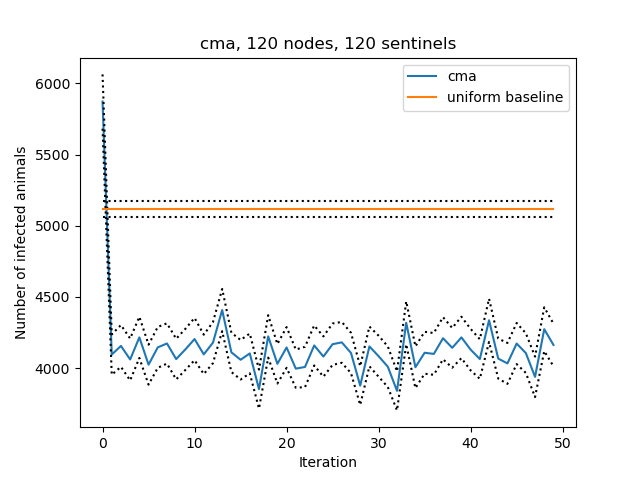 cma, 120 nodes, 120 sentinels
cma
uniform baseline
Number of infected animals
6000
5500
5000
4500
4000
0 10 20 30 40 50
Iteration